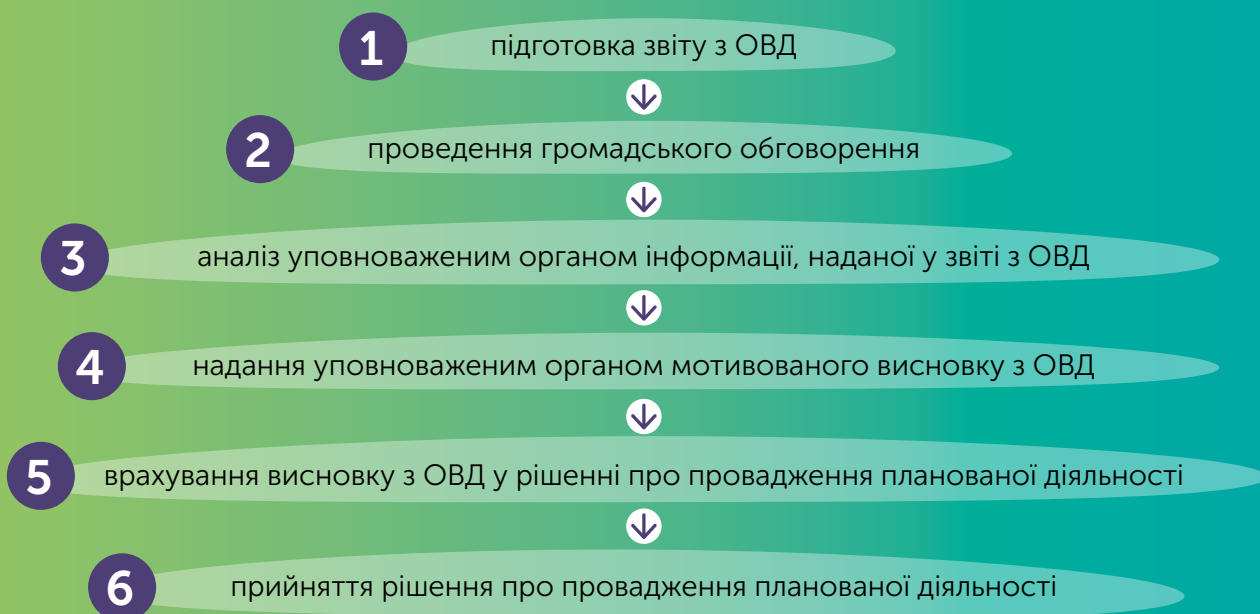 1 підготовка звіту з ОВД
2 проведення громадського обговорення
3 аналіз уповноваженим органом інформації, наданої у звіті з ОВД
4 надання уповноваженим органом мотивованого висновку з ОВД
5 врахування висновку з ОВД у рішенні про провадження планованої діяльності
6 прийняття рішення про провадження планованої діяльності